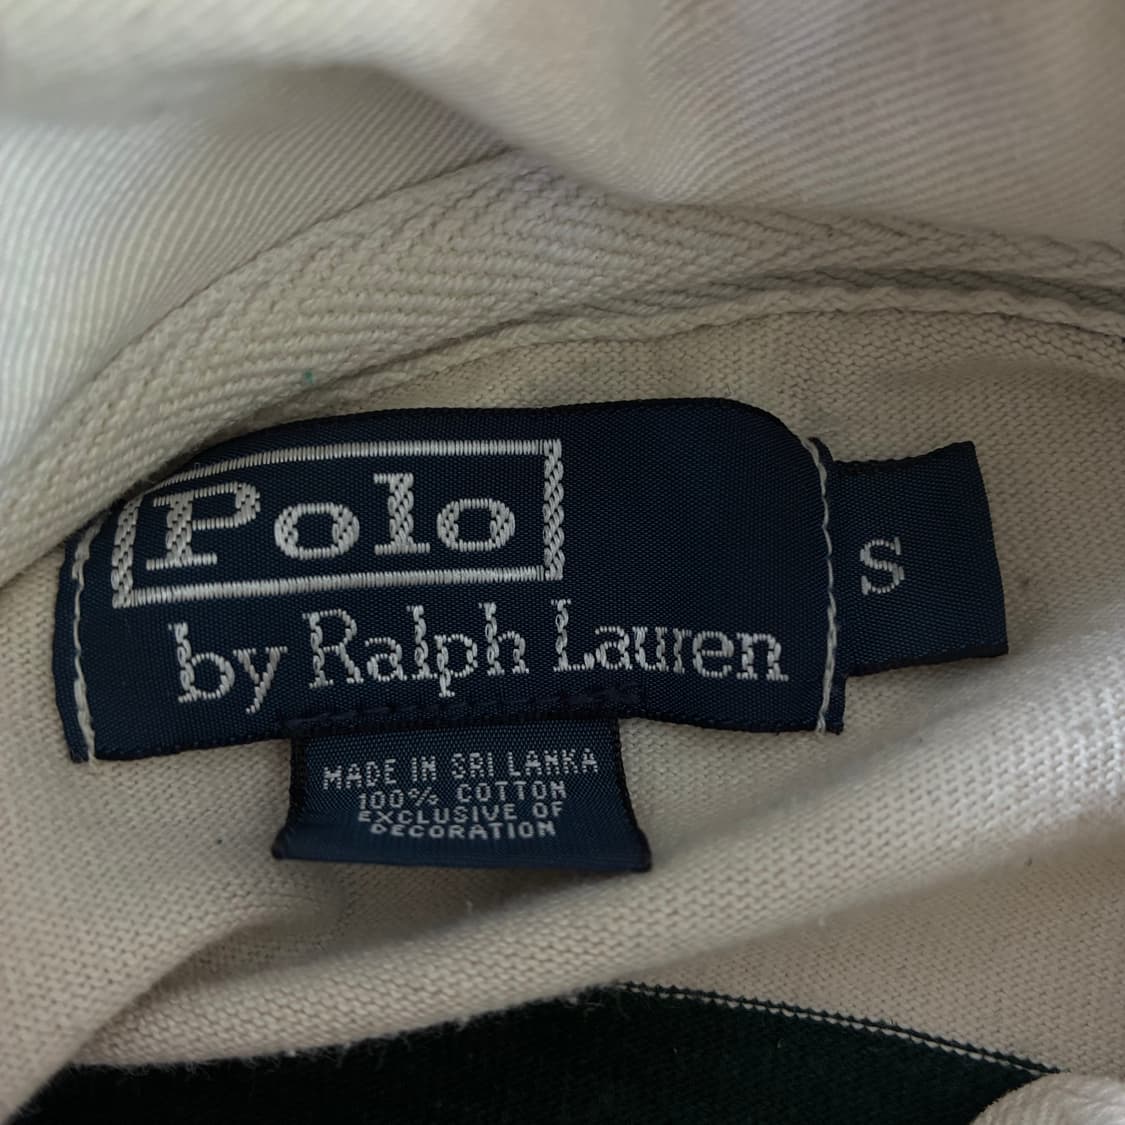 Polo
by Ralph Lauren
S
MADE IN SRI LANKA
100% COTTON
EXCLUSIVE OF
DECORATION